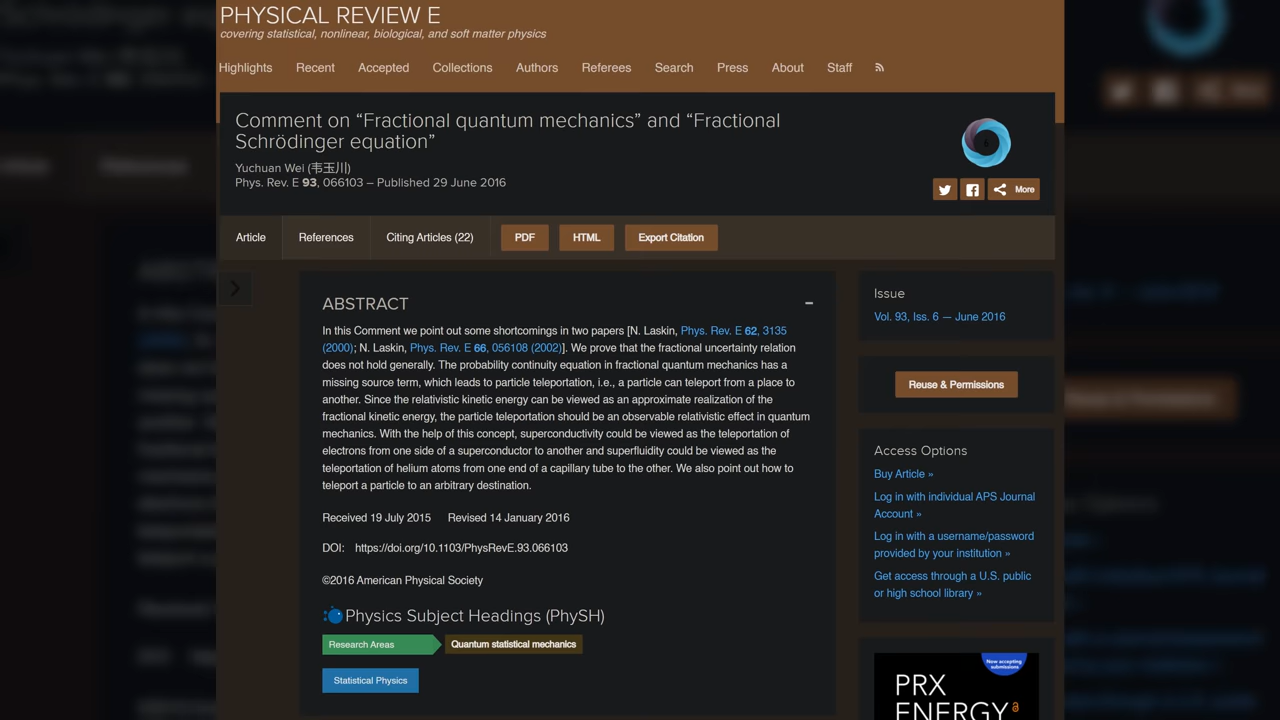 PHYSICAL REVIEW E
covering statistical, nonlinear, biological, and soft matter physics
Highlights Recent Accepted Collections Authors Referees Search Press About Staff
Comment on “Fractional quantum mechanics” and “Fractional
Schrödinger equation”
Yuchuan Wei (韦玉川)
Phys. Rev. E 93, 066103 – Published 29 June 2016
More
Article References Citing Articles (22) PDF HTML Export Citation
ABSTRACT
In this Comment we point out some shortcomings in two papers [N. Laskin, Phys. Rev. E 62, 3135
(2000); N. Laskin, Phys. Rev. E 66, 056108 (2002)]. We prove that the fractional uncertainty relation
does not hold generally. The probability continuity equation in fractional quantum mechanics has a
missing source term, which leads to particle teleportation, i.e., a particle can teleport from a place to
another. Since the relativistic kinetic energy can be viewed as an approximate realization of the
fractional kinetic energy, the particle teleportation should be an observable relativistic effect in quantum
mechanics. With the help of this concept, superconductivity could be viewed as the teleportation of
electrons from one side of a superconductor to another and superfluidity could be viewed as the
teleportation of helium atoms from one end of a capillary tube to the other. We also point out how to
teleport a particle to an arbitrary destination.
Received 19 July 2015 Revised 14 January 2016
DOI: https://doi.org/10.1103/PhysRevE.93.066103
©2016 American Physical Society
Physics Subject Headings (PhySH)
Research Areas Quantum statistical mechanics
Statistical Physics
Issue
Vol. 93, Iss. 6 — June 2016
Reuse & Permissions
Access Options
Buy Article »
Log in with individual APS Journal
Account »
Log in with a username/password
provided by your institution »
Get access through a U.S. public
or high school library »
Now accepting
submissions
PRX
ENERGY